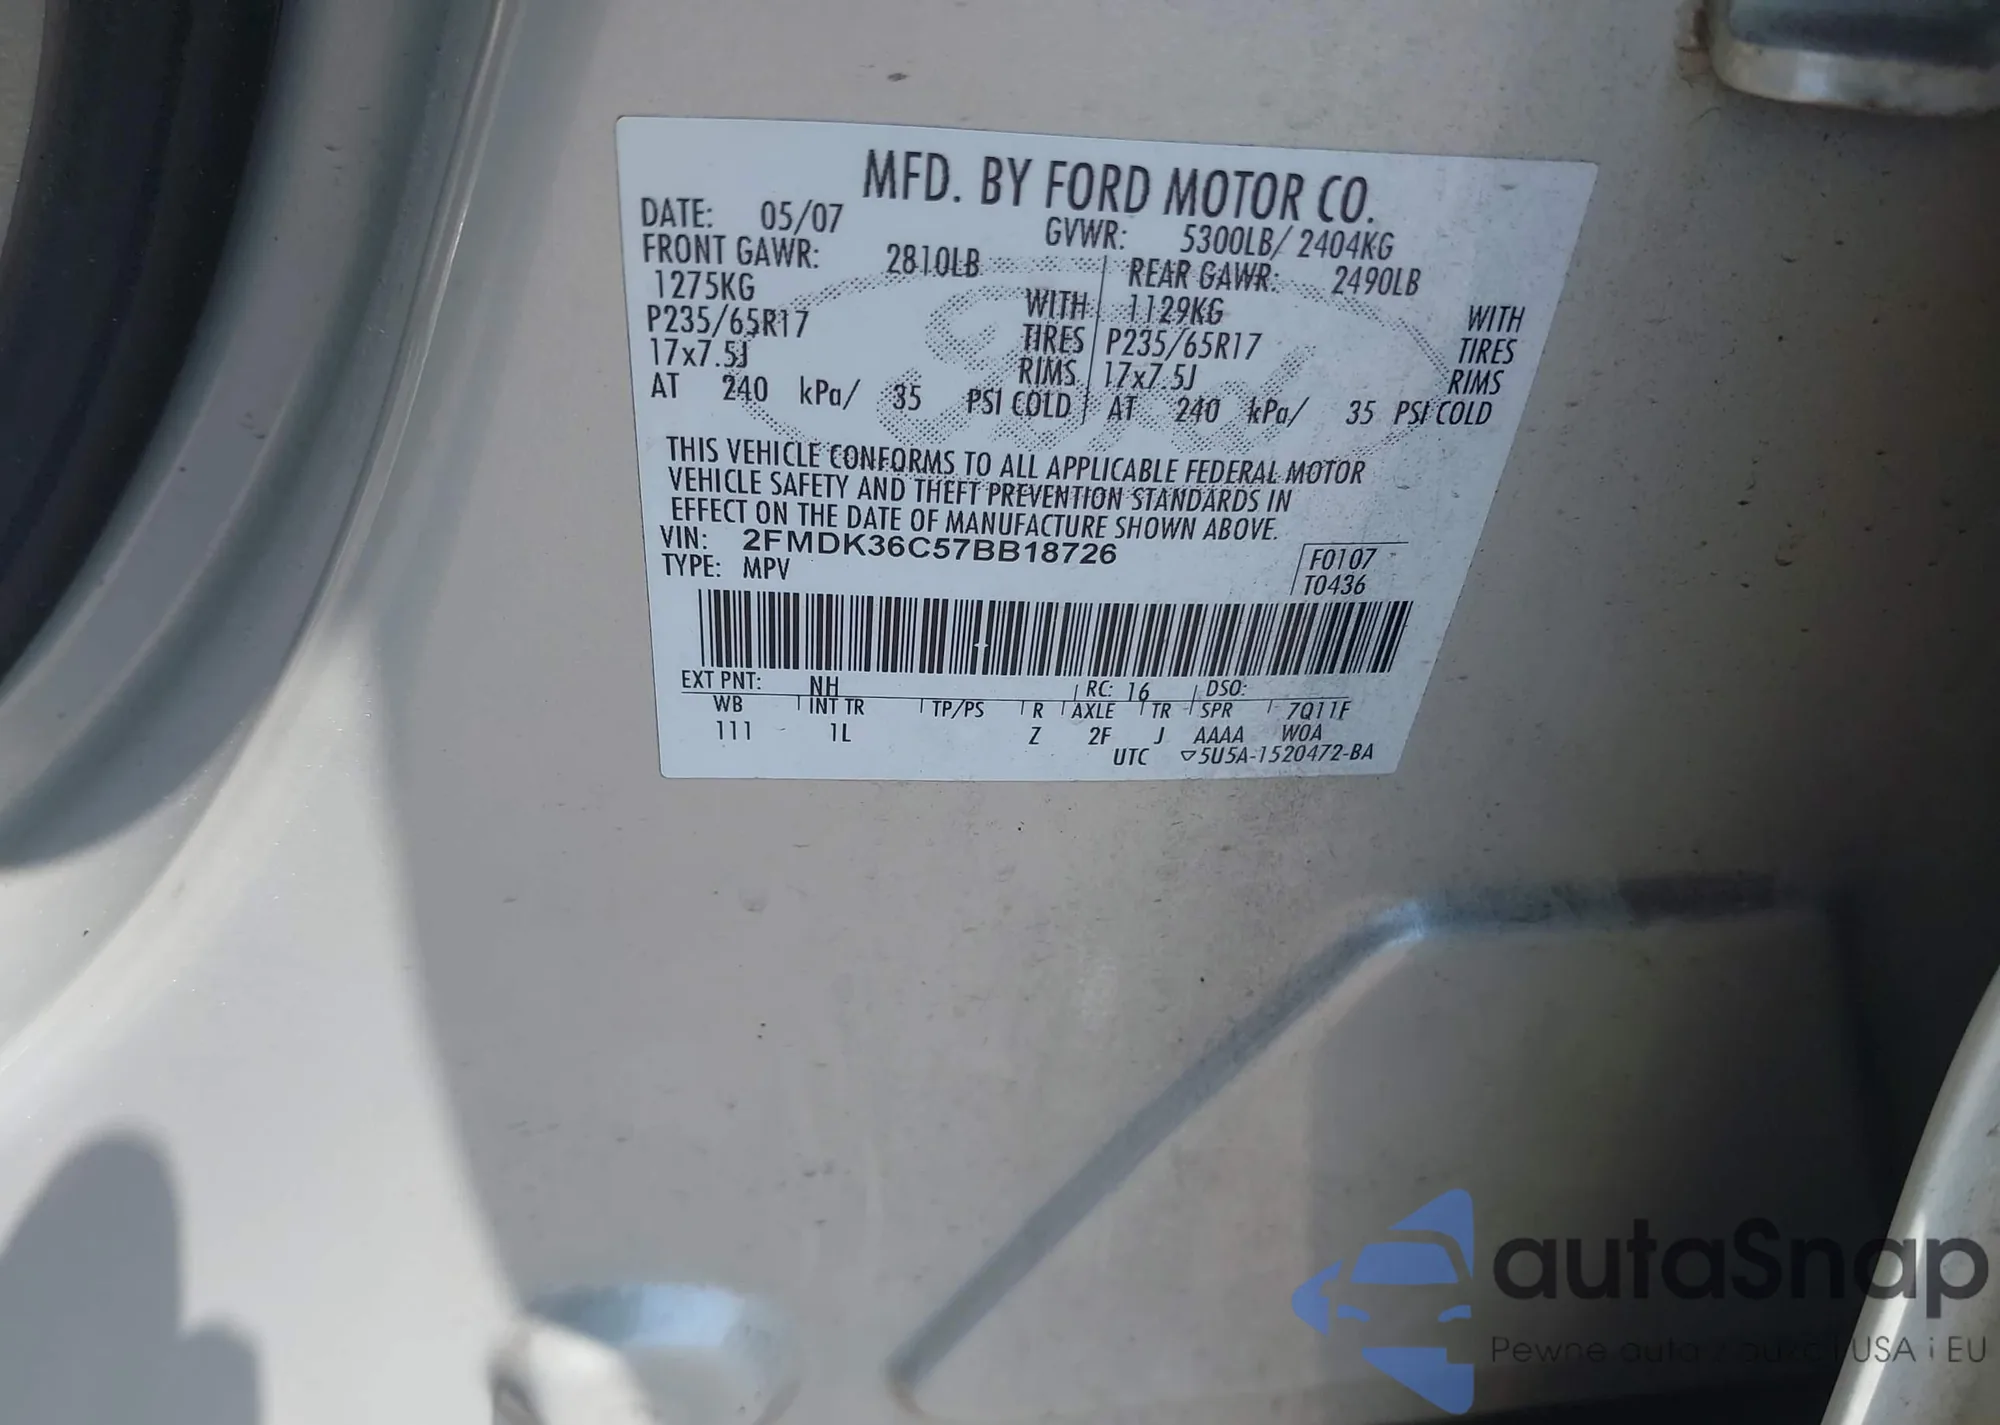 MFD. BY FORD MOTOR CO.
DATE: 05/07 GVWR: 5300LB/ 2404KG
FRONT GAWR: 2810LB REAR GAWR: 2490LB
1275KG WITH 1129KG WITH
P235/65R17 TIRES P235/65R17 TIRES
17x7.5J RIMS 17x7.5J RIMS
AT 240 kPa/ 35 PSI COLD AT 240 kPa/ 35 PSI COLD
THIS VEHICLE CONFORMS TO ALL APPLICABLE FEDERAL MOTOR
VEHICLE SAFETY AND THEFT PREVENTION STANDARDS IN
EFFECT ON THE DATE OF MANUFACTURE SHOWN ABOVE.
VIN: 2FMDK36C57BB18726
TYPE: MPV
F0107
T0436
EXT PNT: NH RC: 16 DSO:
WB INT TR TP/PS R AXLE TR SPR 7Q11F
111 1L Z 2F J AAAA WOA
UTC ▽5U5A-1520472-BA
autaSnap
Pewne auta z aukcji USA i EU